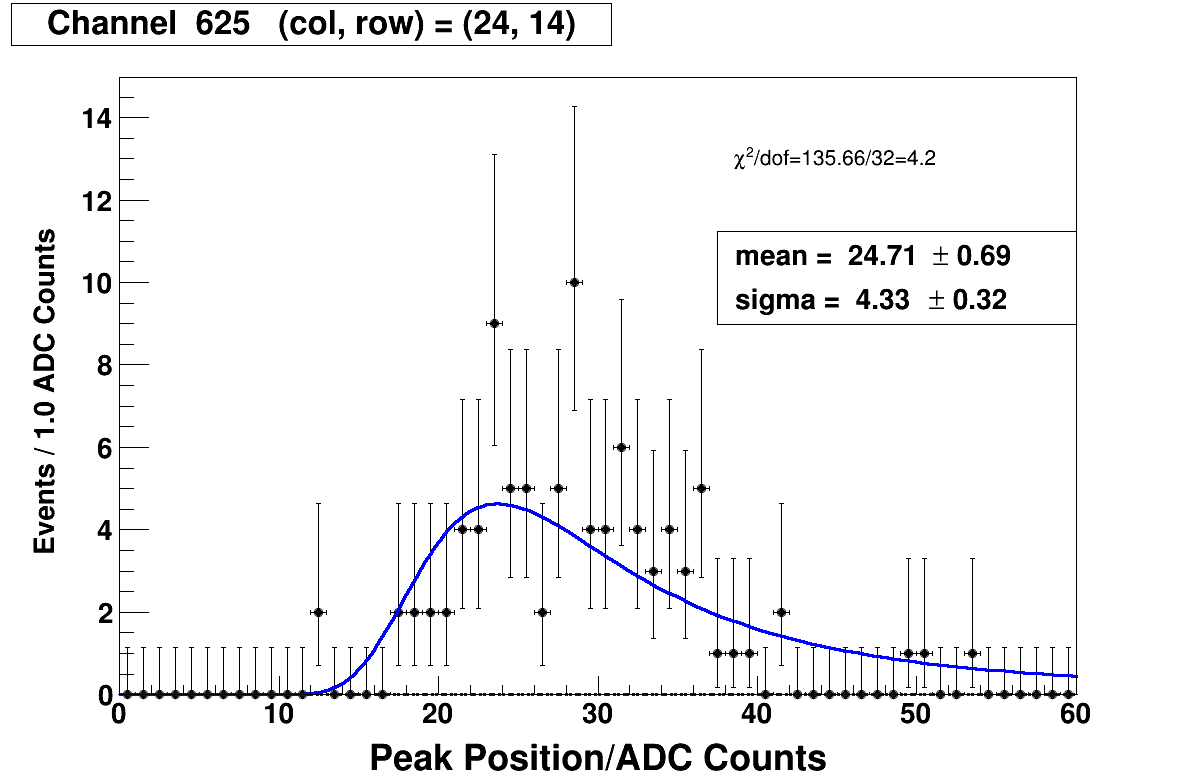 Channel 625 (col, row) = (24, 14)
14
12
10
8
6
4
2
0
Events / 1.0 ADC Counts
χ²/dof=135.66/32=4.2
mean = 24.71 ± 0.69
sigma = 4.33 ± 0.32
0 10 20 30 40 50 60
Peak Position/ADC Counts